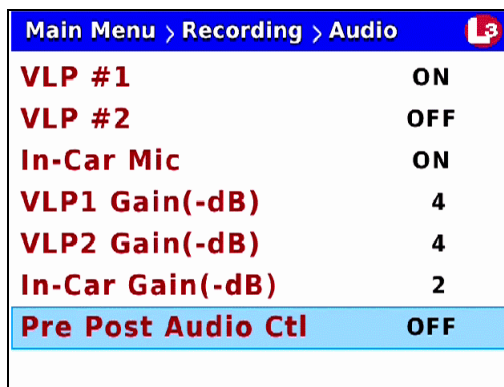 Main Menu > Recording > Audio L3
VLP #1 ON
VLP #2 OFF
In-Car Mic ON
VLP1 Gain(-dB) 4
VLP2 Gain(-dB) 4
In-Car Gain(-dB) 2
Pre Post Audio Ctl OFF